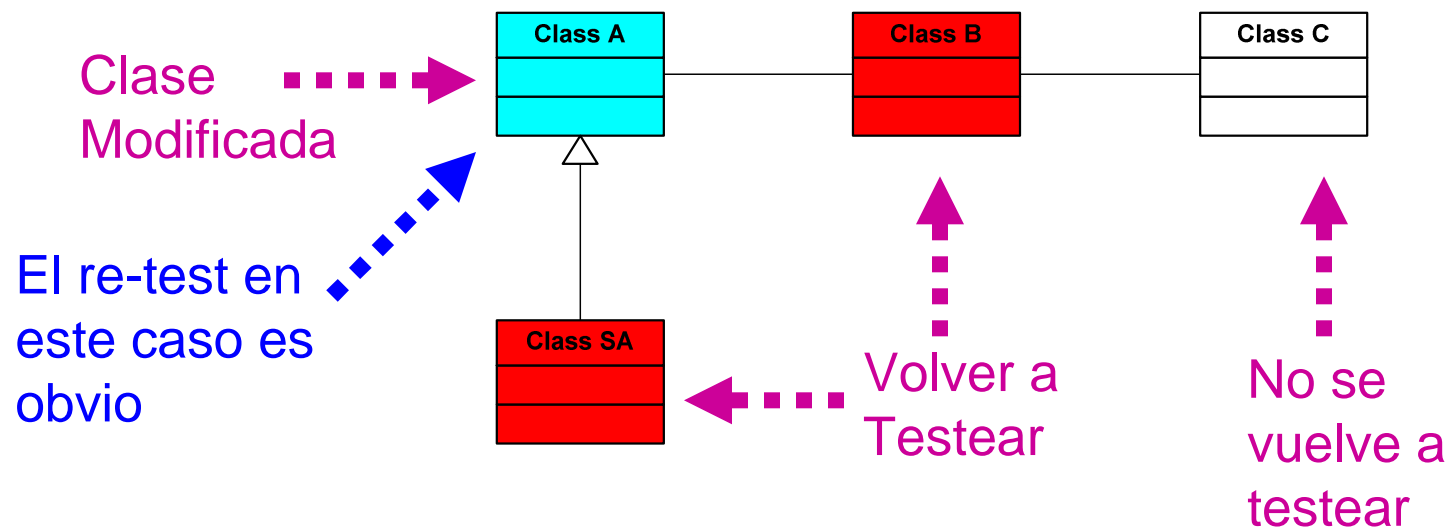 Class A
Class B
Class C
Clase
Modificada
El re-test en
este caso es
obvio
Class SA
Volver a
Testear
No se
vuelve a
testear